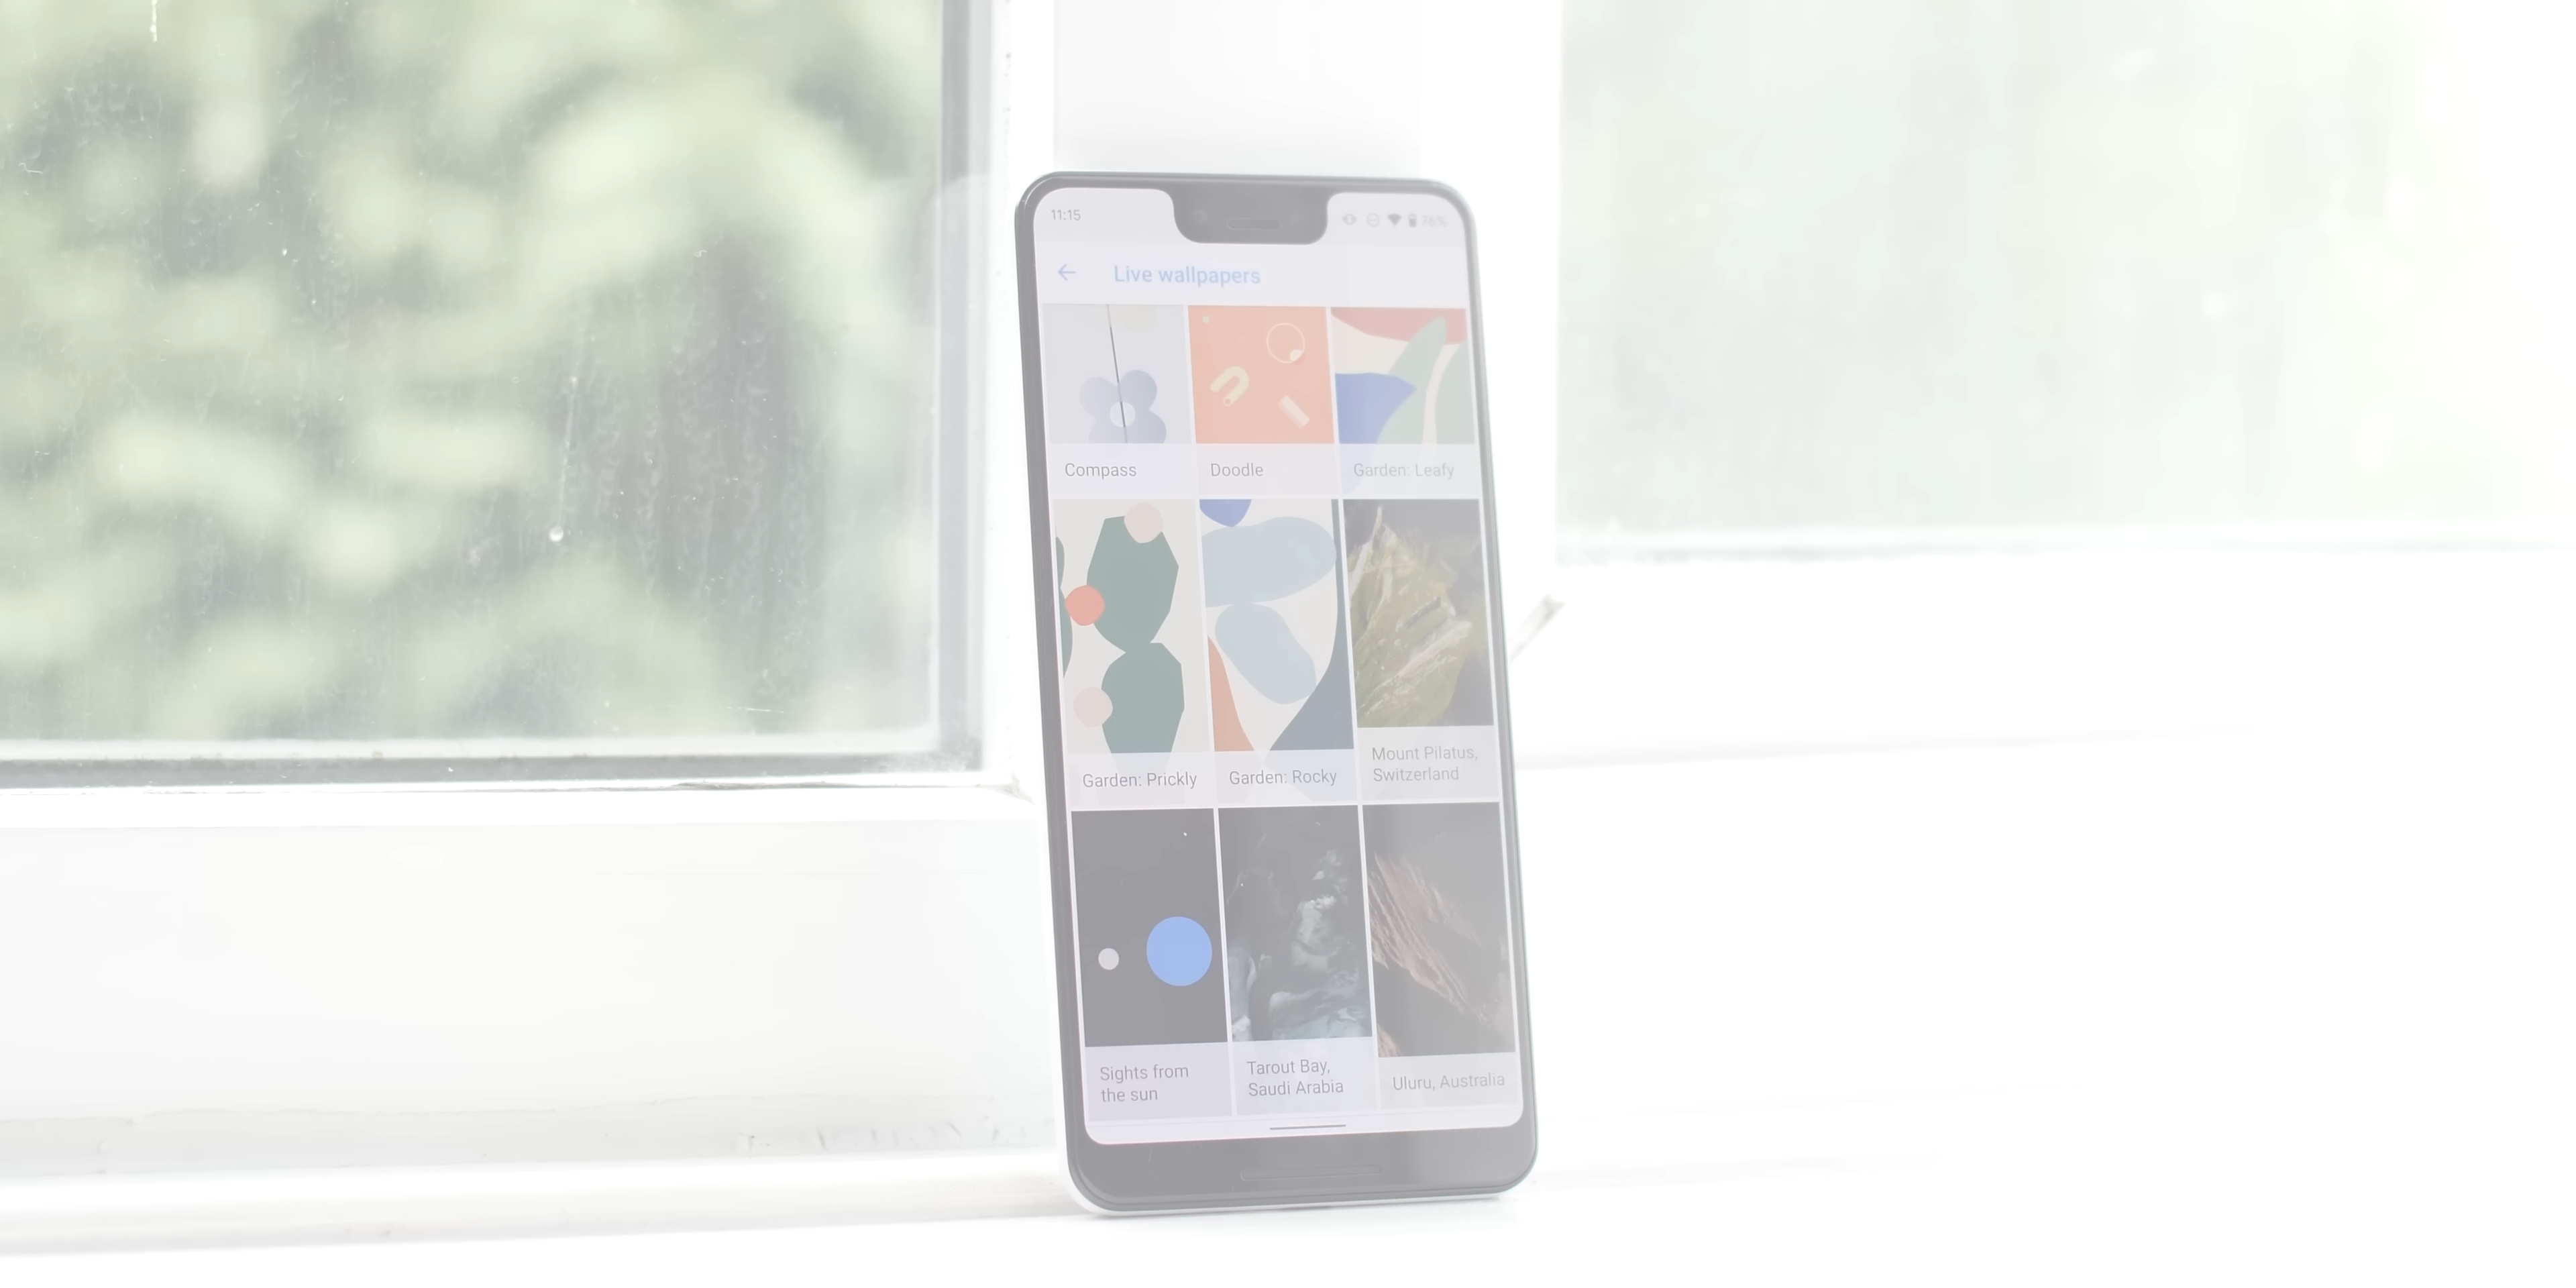 11:15
76%
Live wallpapers
Compass
Doodle
Garden: Leafy
Garden: Prickly
Garden: Rocky
Mount Pilatus,
Switzerland
Sights from
the sun
Tarout Bay,
Saudi Arabia
Uluru, Australia